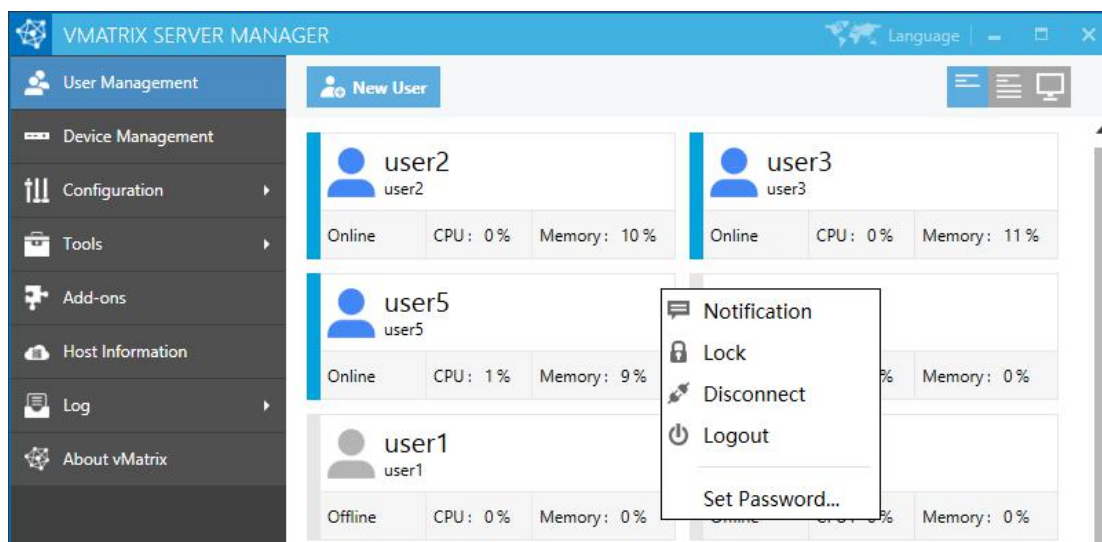 VMATRIX SERVER MANAGER
Language
User Management
Device Management
Configuration
Tools
Add-ons
Host Information
Log
About vMatrix
New User
user2
user2
Online CPU: 0% Memory: 10%
user3
user3
Online CPU: 0% Memory: 11%
user5
user5
Online CPU: 1% Memory: 9%
% Memory: 0%
Notification
Lock
Disconnect
Logout
Set Password...
user1
user1
Offline CPU: 0% Memory: 0%
% Memory: 0%